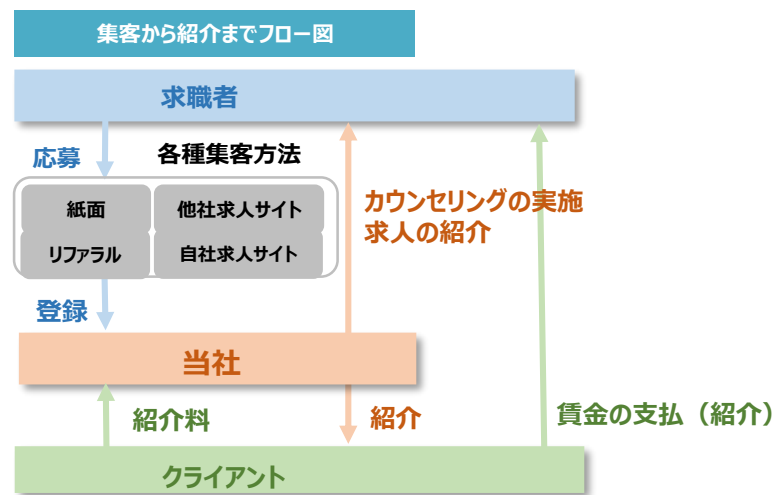 集客から紹介までフロー図
求職者
応募
各種集客方法
紙面
他社求人サイト
リファラル
自社求人サイト
カウンセリングの実施
求人の紹介
登録
当社
紹介料
紹介
賃金の支払（紹介）
クライアント